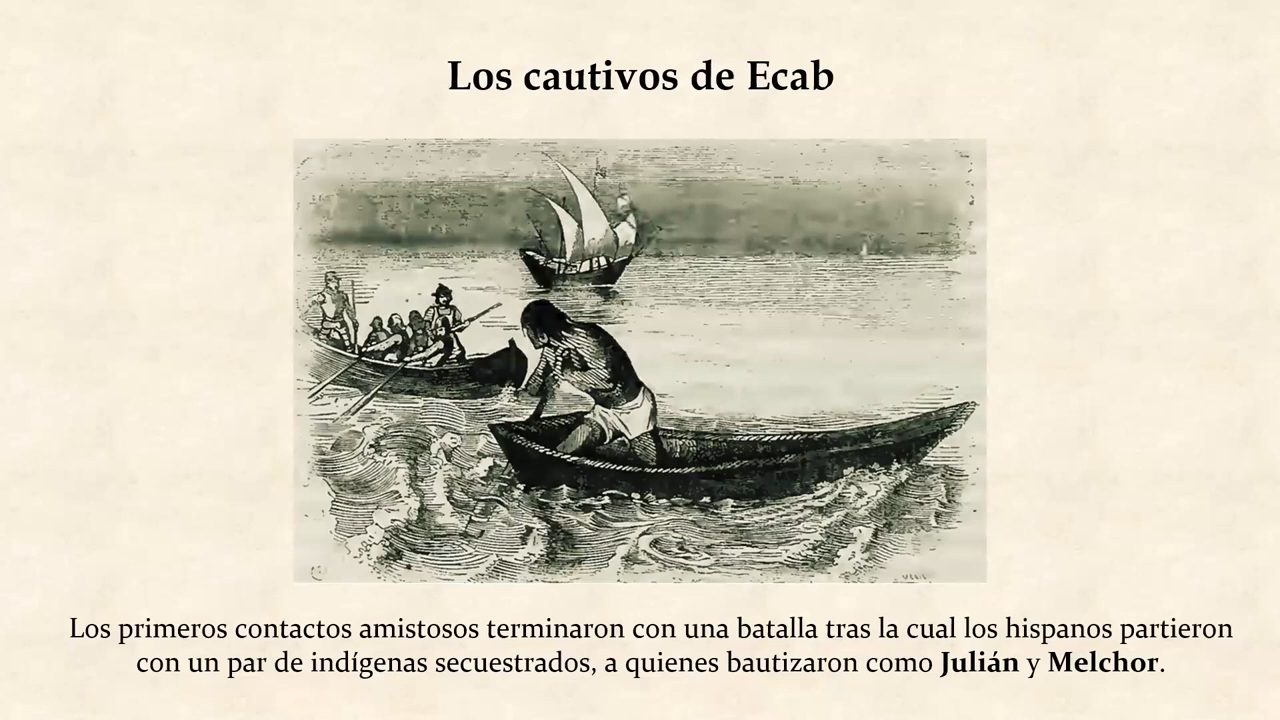 Los cautivos de Ecab
Los primeros contactos amistosos terminaron con una batalla tras la cual los hispanos partieron
con un par de indígenas secuestrados, a quienes bautizaron como Julián y Melchor.